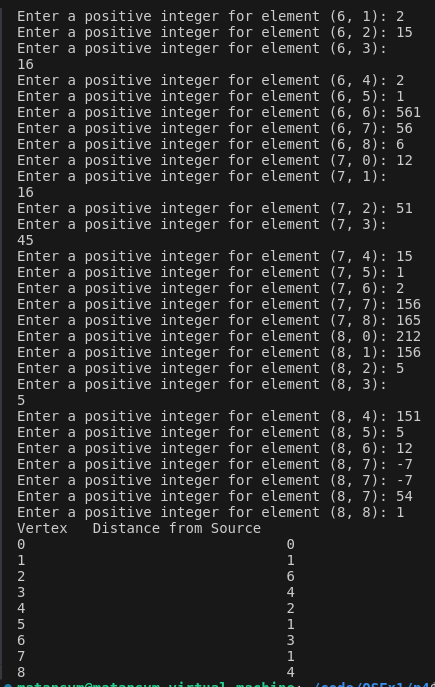 Enter a positive integer for element (6, 1): 2
Enter a positive integer for element (6, 2): 15
Enter a positive integer for element (6, 3):
16
Enter a positive integer for element (6, 4): 2
Enter a positive integer for element (6, 5): 1
Enter a positive integer for element (6, 6): 561
Enter a positive integer for element (6, 7): 56
Enter a positive integer for element (6, 8): 6
Enter a positive integer for element (7, 0): 12
Enter a positive integer for element (7, 1):
16
Enter a positive integer for element (7, 2): 51
Enter a positive integer for element (7, 3):
45
Enter a positive integer for element (7, 4): 15
Enter a positive integer for element (7, 5): 1
Enter a positive integer for element (7, 6): 2
Enter a positive integer for element (7, 7): 156
Enter a positive integer for element (7, 8): 165
Enter a positive integer for element (8, 0): 212
Enter a positive integer for element (8, 1): 156
Enter a positive integer for element (8, 2): 5
Enter a positive integer for element (8, 3):
5
Enter a positive integer for element (8, 4): 151
Enter a positive integer for element (8, 5): 5
Enter a positive integer for element (8, 6): 12
Enter a positive integer for element (8, 7): -7
Enter a positive integer for element (8, 7): -7
Enter a positive integer for element (8, 7): 54
Enter a positive integer for element (8, 8): 1
Vertex   Distance from Source
0 0
1 1
2 6
3 4
4 2
5 1
6 3
7 1
8 4